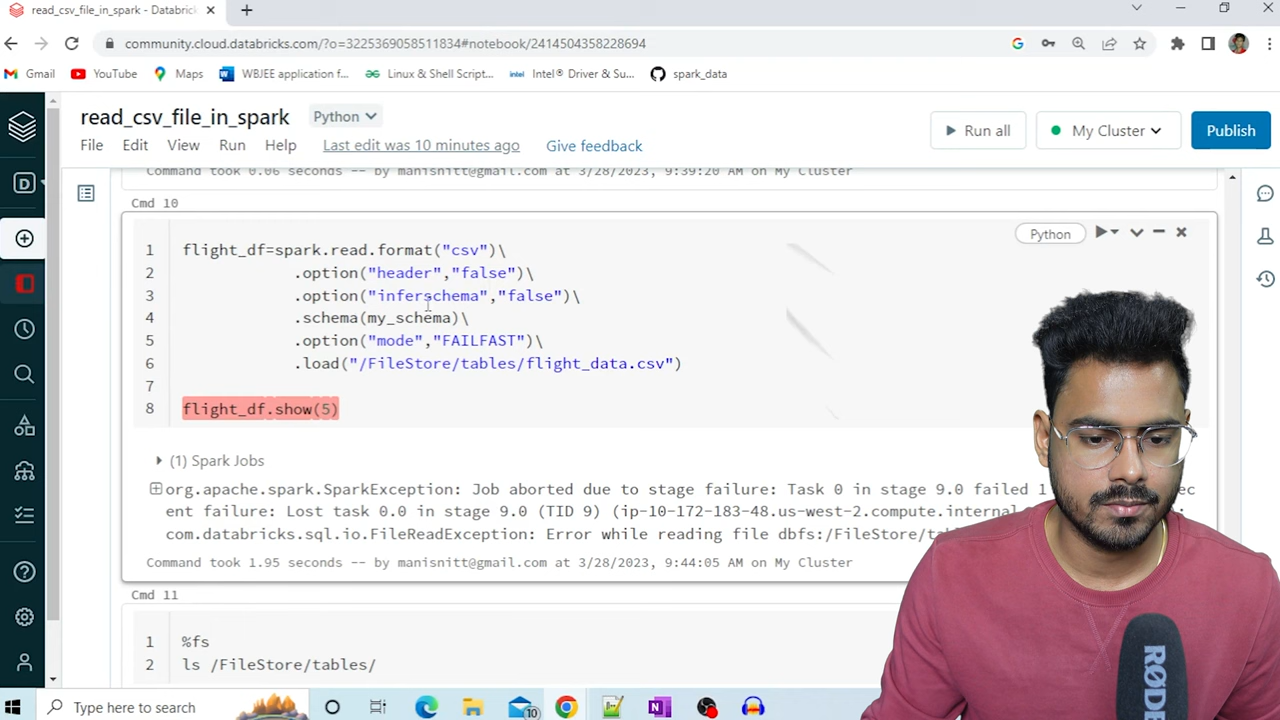 read_csv_file_in_spark - Databric
community.cloud.databricks.com/?o=3225369058511834#notebook/2414504358228694
Gmail
YouTube
Maps
WBJEE application f...
Linux & Shell Script...
Intel® Driver & Su...
spark_data
read_csv_file_in_spark
Python
Run all
My Cluster
Publish
File
Edit
View
Run
Help
Last edit was 10 minutes ago
Give feedback
Command took 0.06 seconds -- by manisnitt@gmail.com at 3/28/2023, 9:39:20 AM on My Cluster
Cmd 10
Python
1 flight_df=spark.read.format("csv")\
2 .option("header","false")\
3 .option("inferschema","false")\
4 .schema(my_schema)\
5 .option("mode","FAILFAST")\
6 .load("/FileStore/tables/flight_data.csv")
7
8 flight_df.show(5)
(1) Spark Jobs
org.apache.spark.SparkException: Job aborted due to stage failure: Task 0 in stage 9.0 failed 1
ent failure: Lost task 0.0 in stage 9.0 (TID 9) (ip-10-172-183-48.us-west-2.compute.internal
com.databricks.sql.io.FileReadException: Error while reading file dbfs:/FileStore/ta
Command took 1.95 seconds -- by manisnitt@gmail.com at 3/28/2023, 9:44:05 AM on My Cluster
Cmd 11
1 %fs
2 ls /FileStore/tables/
Type here to search
10
RØDE